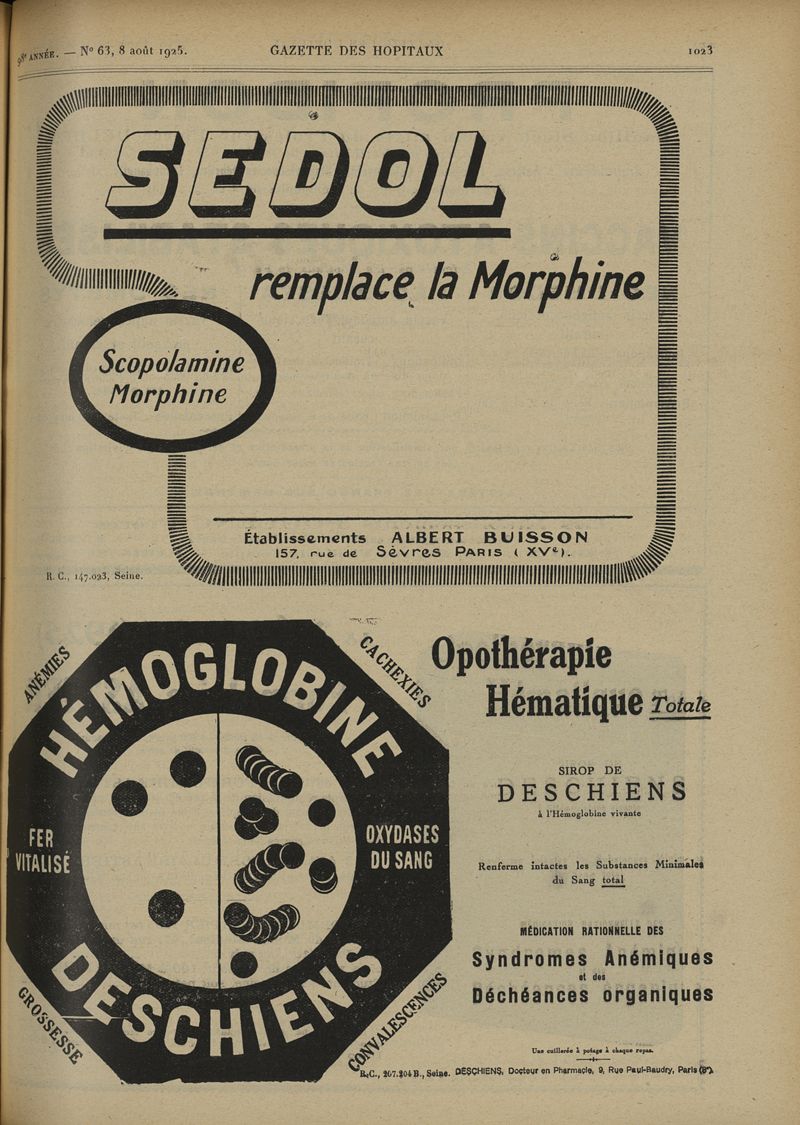 98e ANNÉE. — No 63, 8 août 1925. GAZETTE DES HOPITAUX 1023
SEDOL
remplace la Morphine
Scopolamine
Morphine
Établissements ALBERT BUISSON
157, rue de Sèvres PARIS (XVe).
R. C., 147.023, Seine.
ANÉMIES
CACHEXIES
HÉMOGLOBINE
FER
VITALISÉ
OXYDASES
DU SANG
DESCHIENS
GROSSESSE
CONVALESCENCES
Opothérapie
Hématique Totale
SIROP DE
DESCHIENS
à l'Hémoglobine vivante
Renferme intactes les Substances Minimales
du Sang total
MÉDICATION RATIONNELLE DES
Syndromes Anémiques
et des
Déchéances organiques
Une cuillerée à potage à chaque repas.
R.C., 207.204 B., Seine. DESCHIENS, Docteur en Pharmacie, 9, Rue Paul-Baudry, Paris (8e).